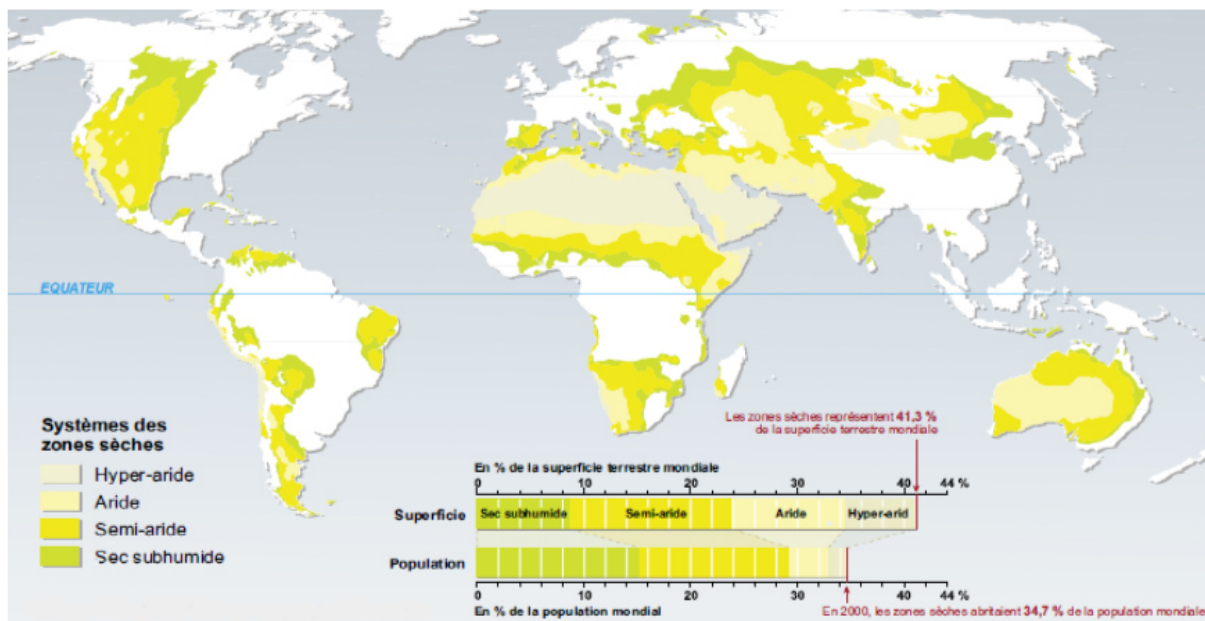 EQUATEUR
Systèmes des
zones sèches
Hyper-aride
Aride
Semi-aride
Sec subhumide
Les zones sèches représentent 41,3 %
de la superficie terrestre mondiale
En % de la superficie terrestre mondiale
0 10 20 30 40 44 %
Superficie Sec subhumide Semi-aride Aride Hyper-arid
Population
0 10 20 30 40 44 %
En % de la population mondial
En 2000, les zones sèches abritaient 34,7 % de la population mondiale